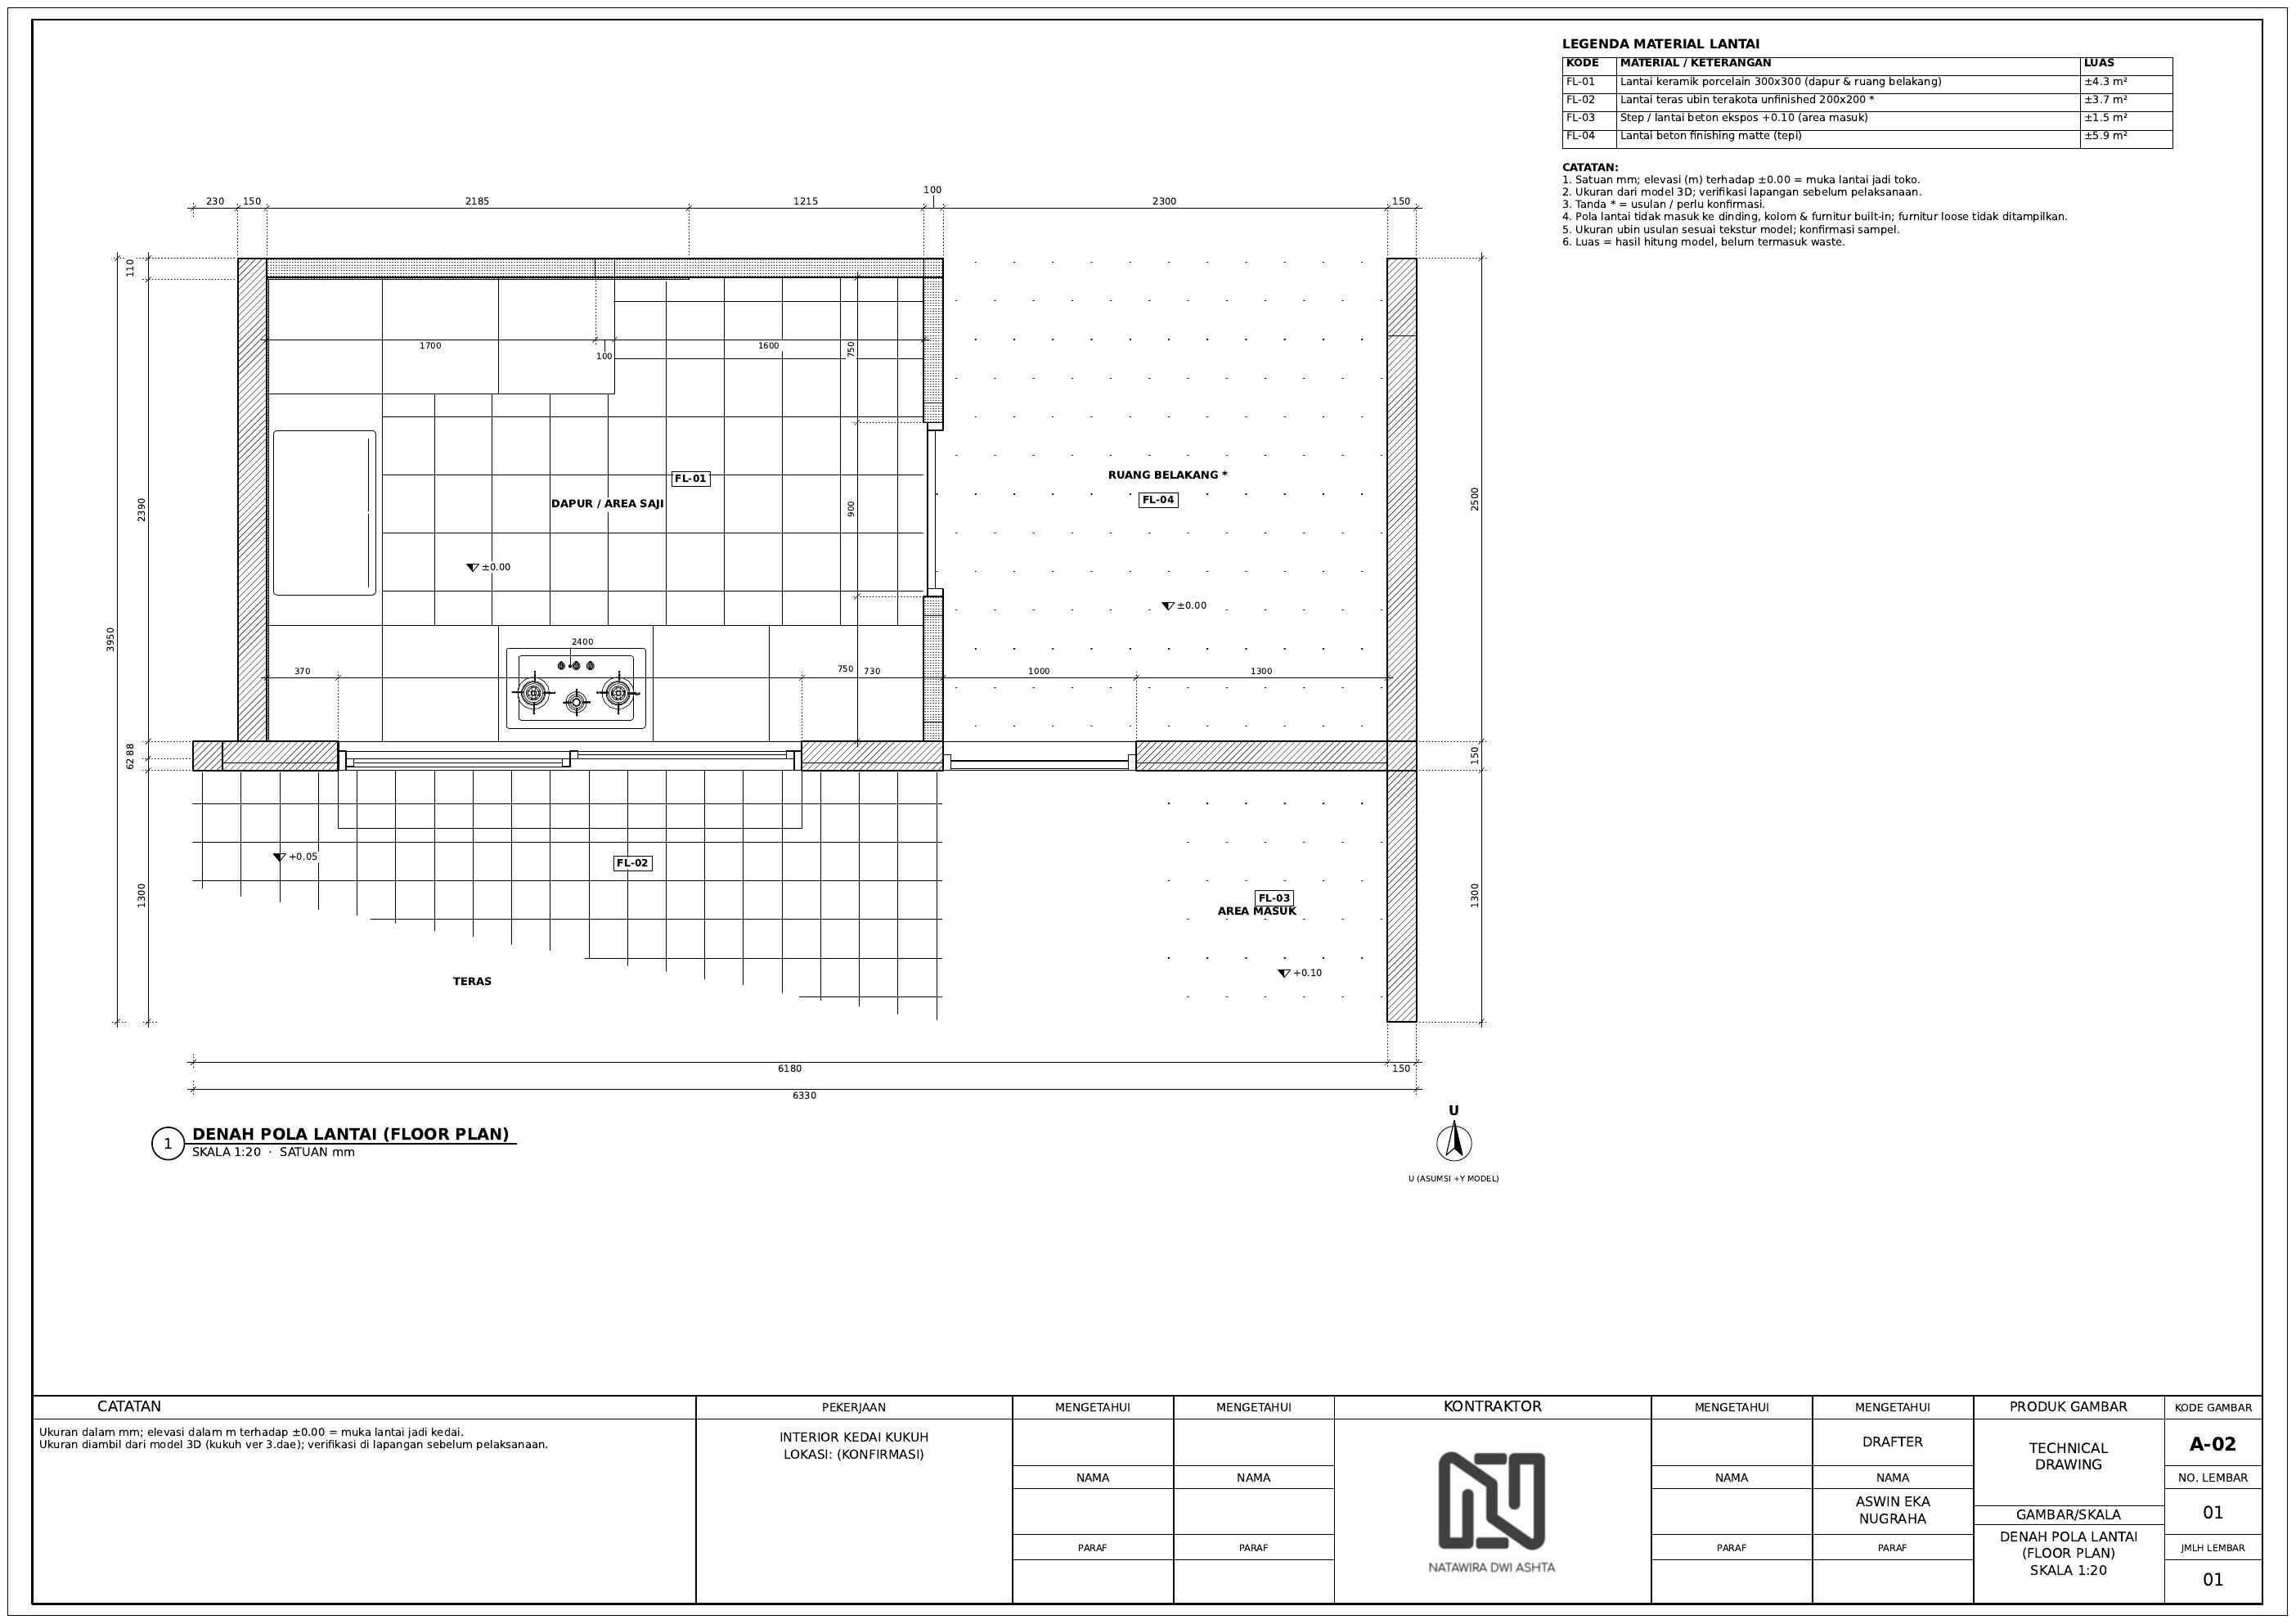 LEGENDA MATERIAL LANTAI
KODE MATERIAL / KETERANGAN LUAS
FL-01 Lantai keramik porcelain 300x300 (dapur & ruang belakang) ±4.3 m²
FL-02 Lantai teras ubin terakota unfinished 200x200 * ±3.7 m²
FL-03 Step / lantai beton ekspos +0.10 (area masuk) ±1.5 m²
FL-04 Lantai beton finishing matte (tepi) ±5.9 m²
CATATAN:
1. Satuan mm; elevasi (m) terhadap ±0.00 = muka lantai jadi toko.
2. Ukuran dari model 3D; verifikasi lapangan sebelum pelaksanaan.
3. Tanda * = usulan / perlu konfirmasi.
4. Pola lantai tidak masuk ke dinding, kolom & furnitur built-in; furnitur loose tidak ditampilkan.
5. Ukuran ubin usulan sesuai tekstur model; konfirmasi sampel.
6. Luas = hasil hitung model, belum termasuk waste.
100
230 150 2185 1215 2300 150
110
1700 100 1600 750
2390
900
2500
FL-01
DAPUR / AREA SAJI
RUANG BELAKANG *
FL-04
±0.00
±0.00
3950
2400
370 750 730 1000 1300
62 88
150
+0.05
FL-02
1300
1300
FL-03
AREA MASUK
+0.10
TERAS
6180 150
6330
1
DENAH POLA LANTAI (FLOOR PLAN)
SKALA 1:20 · SATUAN mm
U
U (ASUMSI +Y MODEL)
CATATAN
Ukuran dalam mm; elevasi dalam m terhadap ±0.00 = muka lantai jadi kedai.
Ukuran diambil dari model 3D (kukuh ver 3.dae); verifikasi di lapangan sebelum pelaksanaan.
PEKERJAAN
INTERIOR KEDAI KUKUH
LOKASI: (KONFIRMASI)
MENGETAHUI
NAMA
PARAF
MENGETAHUI
NAMA
PARAF
KONTRAKTOR
NATAWIRA DWI ASHTA
MENGETAHUI
NAMA
PARAF
MENGETAHUI
DRAFTER
NAMA
ASWIN EKA
NUGRAHA
PARAF
PRODUK GAMBAR
TECHNICAL
DRAWING
GAMBAR/SKALA
DENAH POLA LANTAI
(FLOOR PLAN)
SKALA 1:20
KODE GAMBAR
A-02
NO. LEMBAR
01
JMLH LEMBAR
01